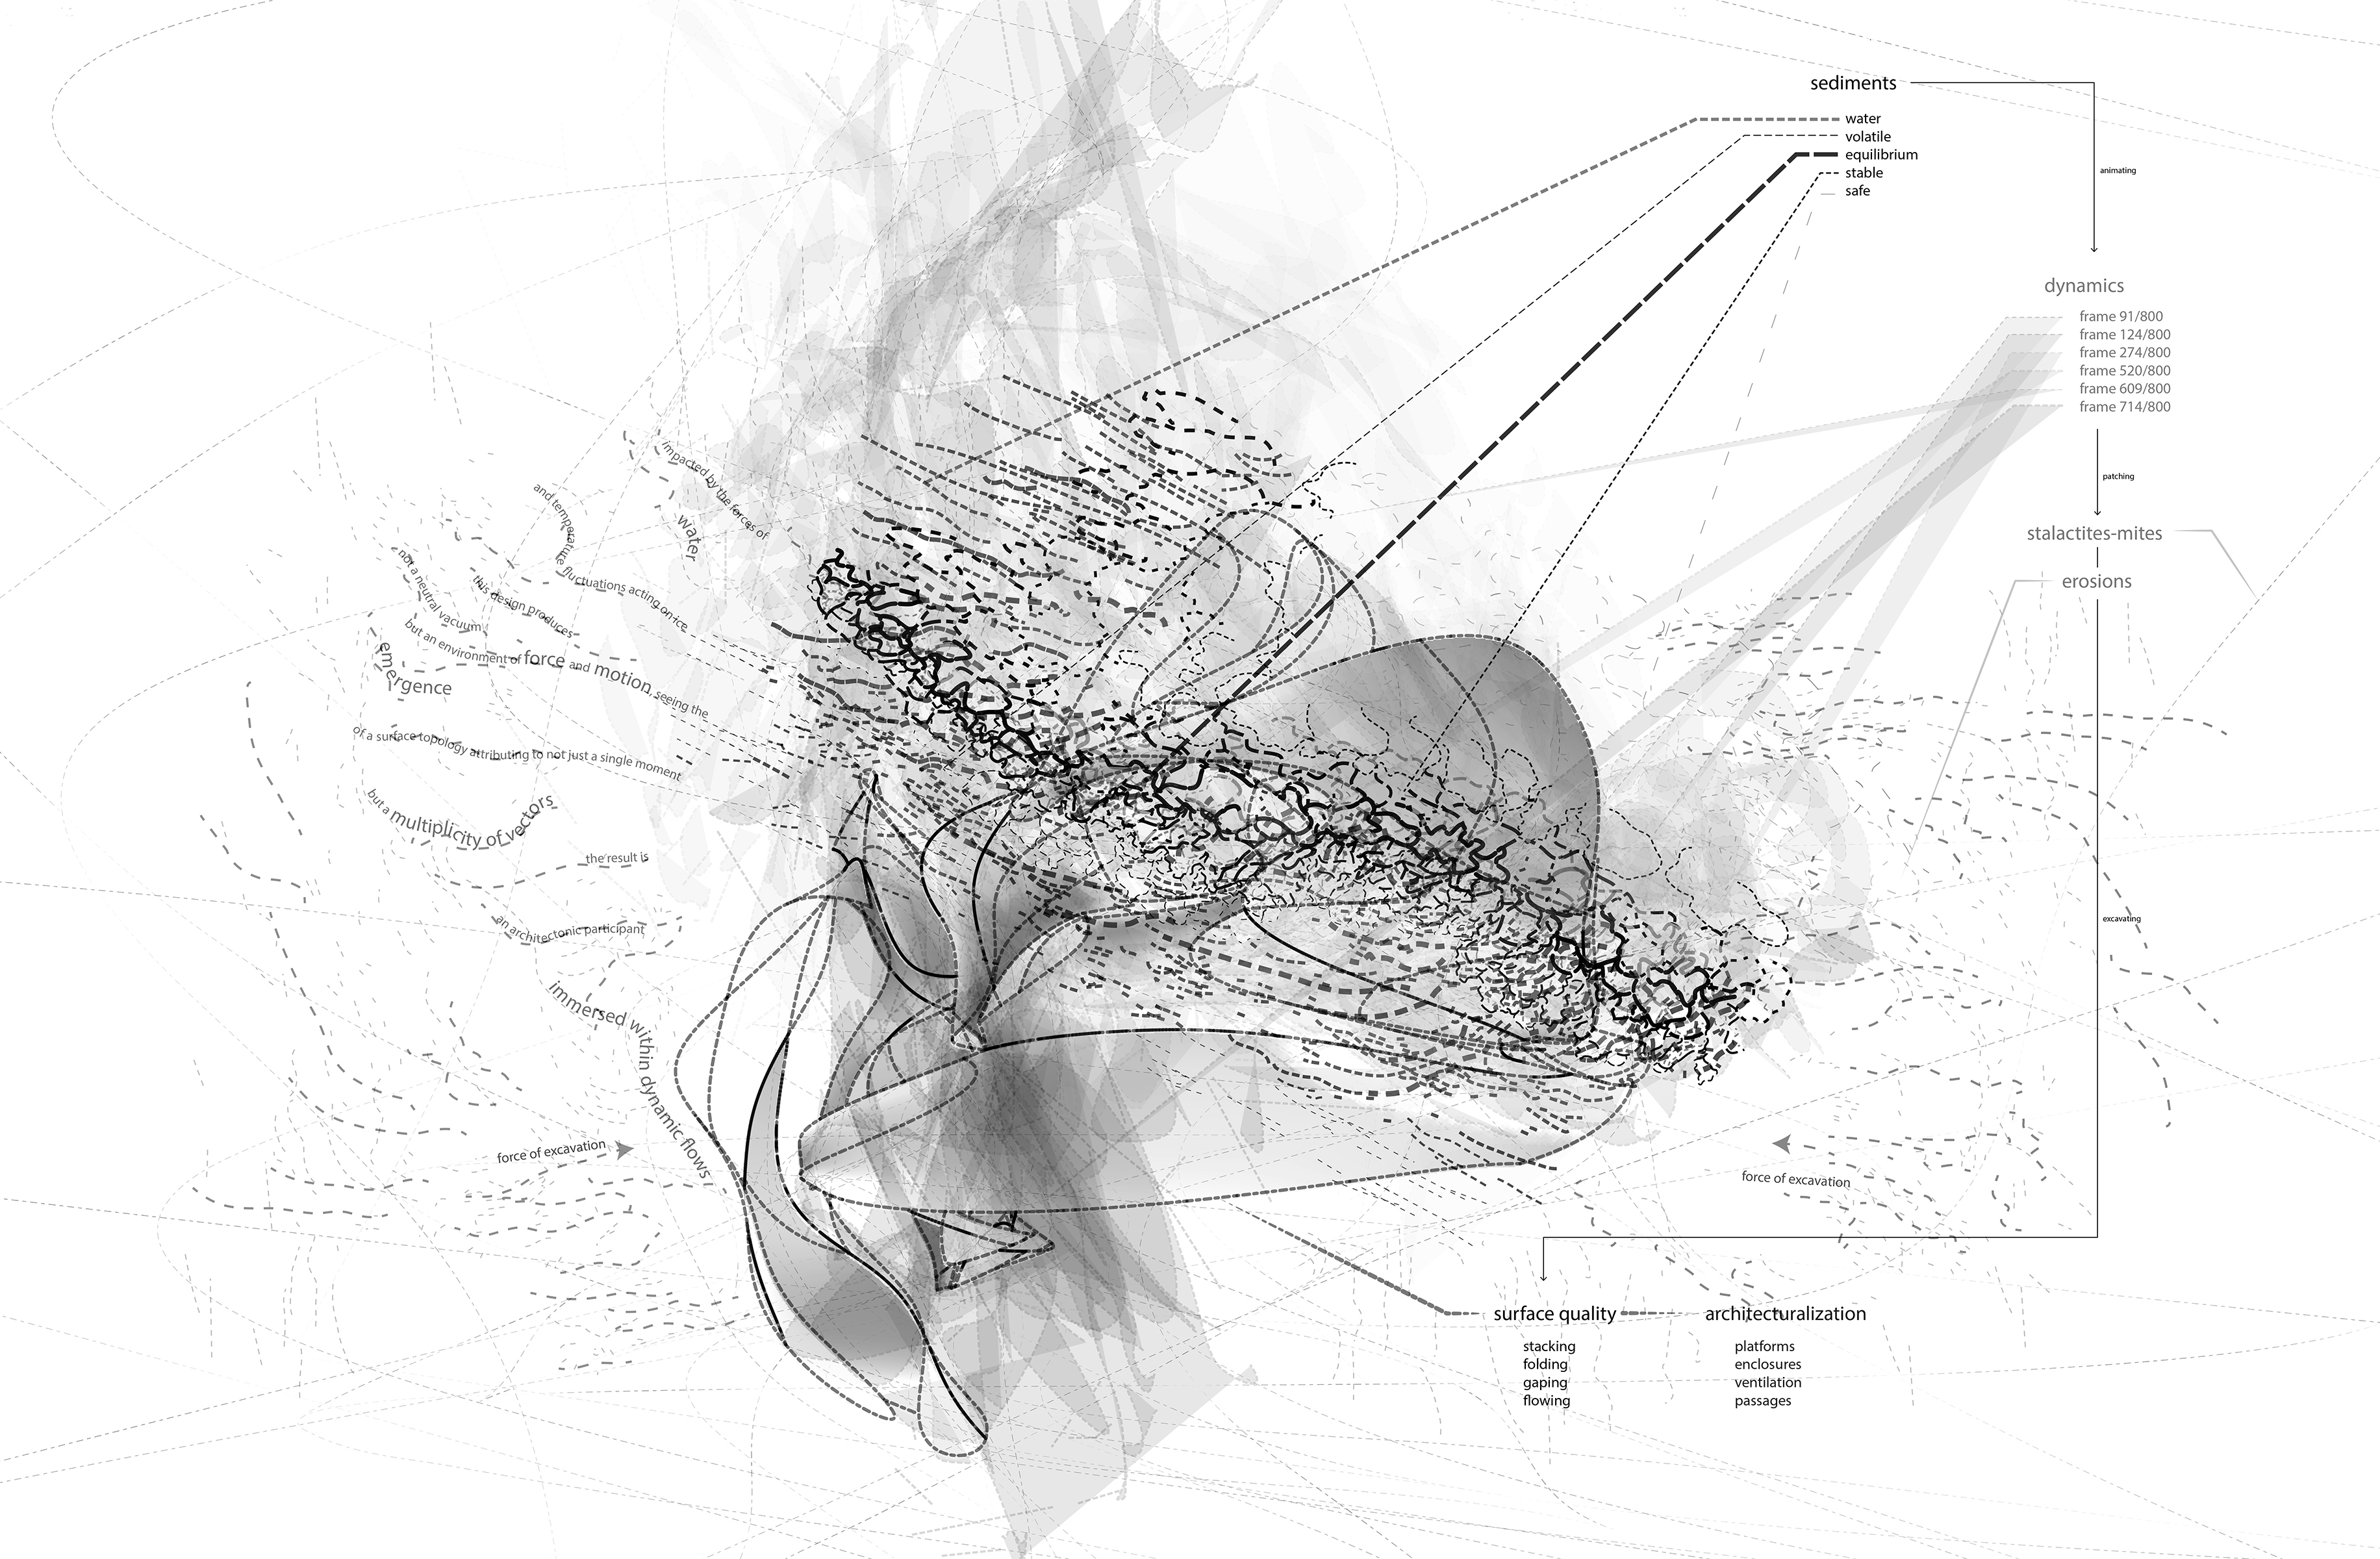 sediments
water
volatile
equilibrium
stable
safe
animating
dynamics
frame 91/800
frame 124/800
frame 274/800
frame 520/800
frame 609/800
frame 714/800
patching
stalactites-mites
erosions
excavating
this design produces
not a neutral vacuum
but an environment of force and motion, seeing the
emergence
of a surface topology attributing to not just a single moment
but a multiplicity of vectors
the result is
an architectonic participant
immersed within dynamic flows
impacted by the forces of
water
and temperature fluctuations acting on ice
force of excavation
force of excavation
surface quality
stacking
folding
gaping
flowing
architecturalization
platforms
enclosures
ventilation
passages